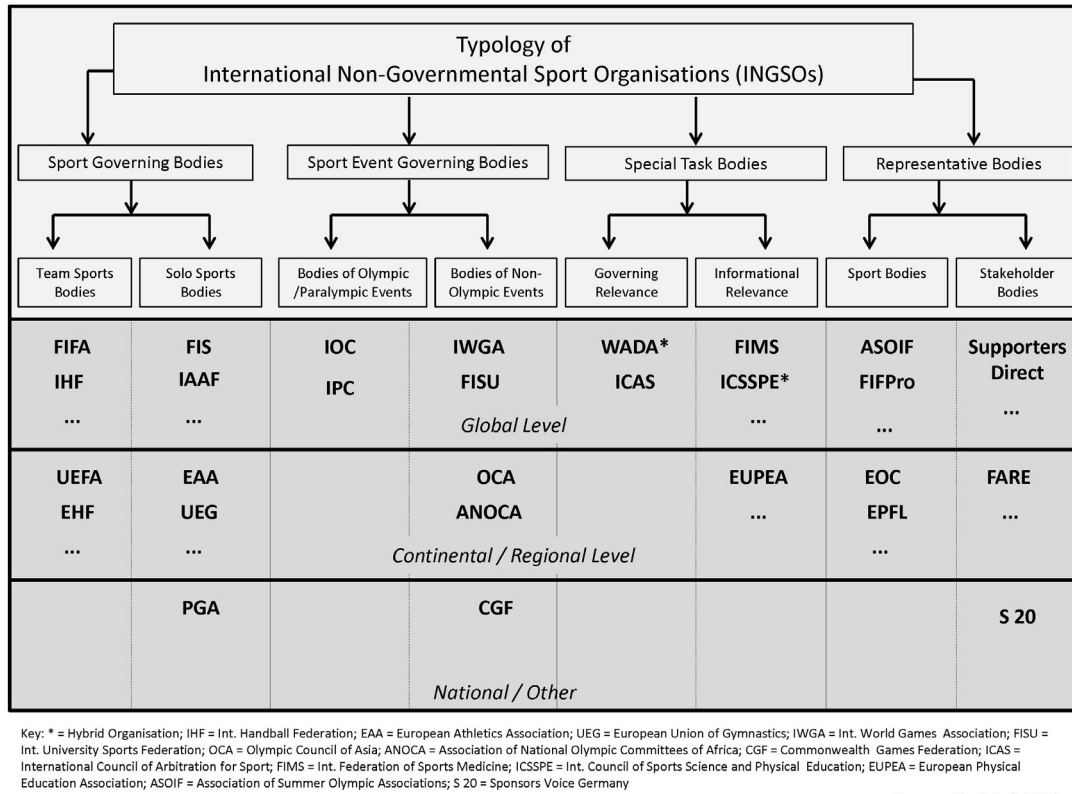 Typology of
International Non-Governmental Sport Organisations (INGSOs)
Sport Governing Bodies
Sport Event Governing Bodies
Special Task Bodies
Representative Bodies
Team Sports
Bodies
Solo Sports
Bodies
Bodies of Olympic
/Paralympic Events
Bodies of Non-
Olympic Events
Governing
Relevance
Informational
Relevance
Sport Bodies
Stakeholder
Bodies
FIFA
IHF
...
FIS
IAAF
...
IOC
IPC
IWGA
FISU
WADA*
ICAS
FIMS
ICSSPE*
...
ASOIF
FIFPro
...
Supporters
Direct
...
Global Level
UEFA
EHF
...
EAA
UEG
...
OCA
ANOCA
EUPEA
...
EOC
EPFL
...
FARE
...
Continental / Regional Level
PGA
CGF
S 20
National / Other
Key: * = Hybrid Organisation; IHF = Int. Handball Federation; EAA = European Athletics Association; UEG = European Union of Gymnastics; IWGA = Int. World Games Association; FISU =
Int. University Sports Federation; OCA = Olympic Council of Asia; ANOCA = Association of National Olympic Committees of Africa; CGF = Commonwealth Games Federation; ICAS =
International Council of Arbitration for Sport; FIMS = Int. Federation of Sports Medicine; ICSSPE = Int. Council of Sports Science and Physical Education; EUPEA = European Physical
Education Association; ASOIF = Association of Summer Olympic Associations; S 20 = Sponsors Voice Germany